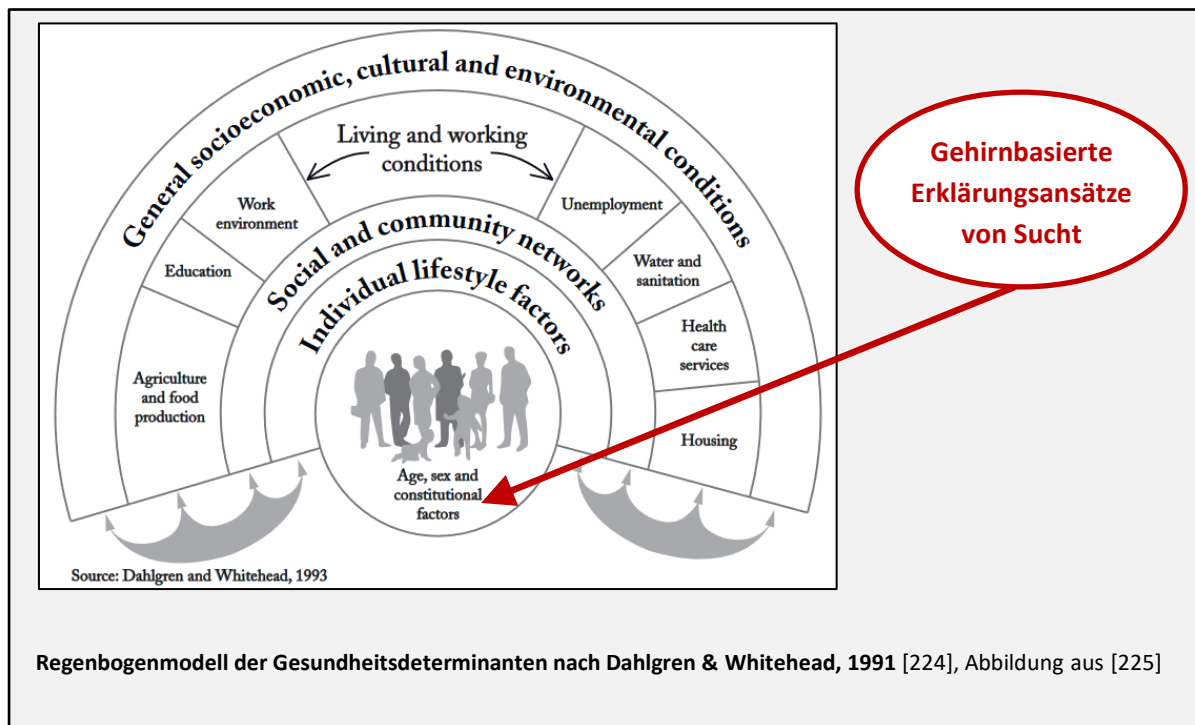 General socioeconomic, cultural and environmental conditions
Living and working
conditions
Work
environment
Unemployment
Social and community networks
Education
Water and
sanitation
Individual lifestyle factors
Health
care
services
Agriculture
and food
production
Housing
Age, sex and
constitutional
factors
Source: Dahlgren and Whitehead, 1993
Gehirnbasierte
Erklärungsansätze
von Sucht
Regenbogenmodell der Gesundheitsdeterminanten nach Dahlgren & Whitehead, 1991 [224], Abbildung aus [225]